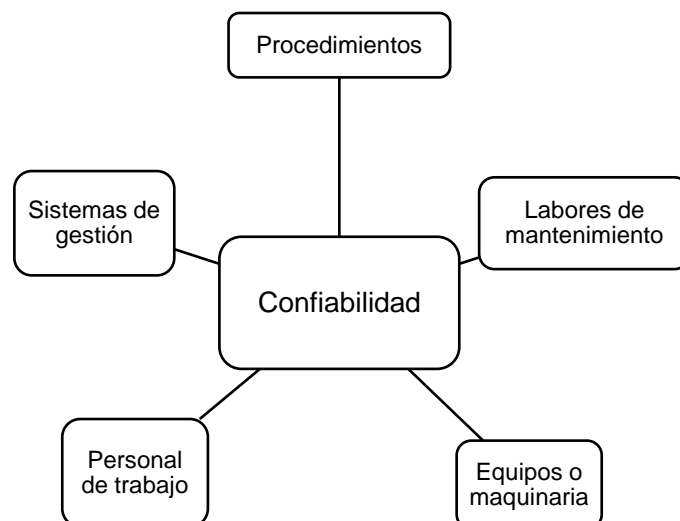 Procedimientos
Sistemas de
gestión
Labores de
mantenimiento
Confiabilidad
Personal
de trabajo
Equipos o
maquinaria